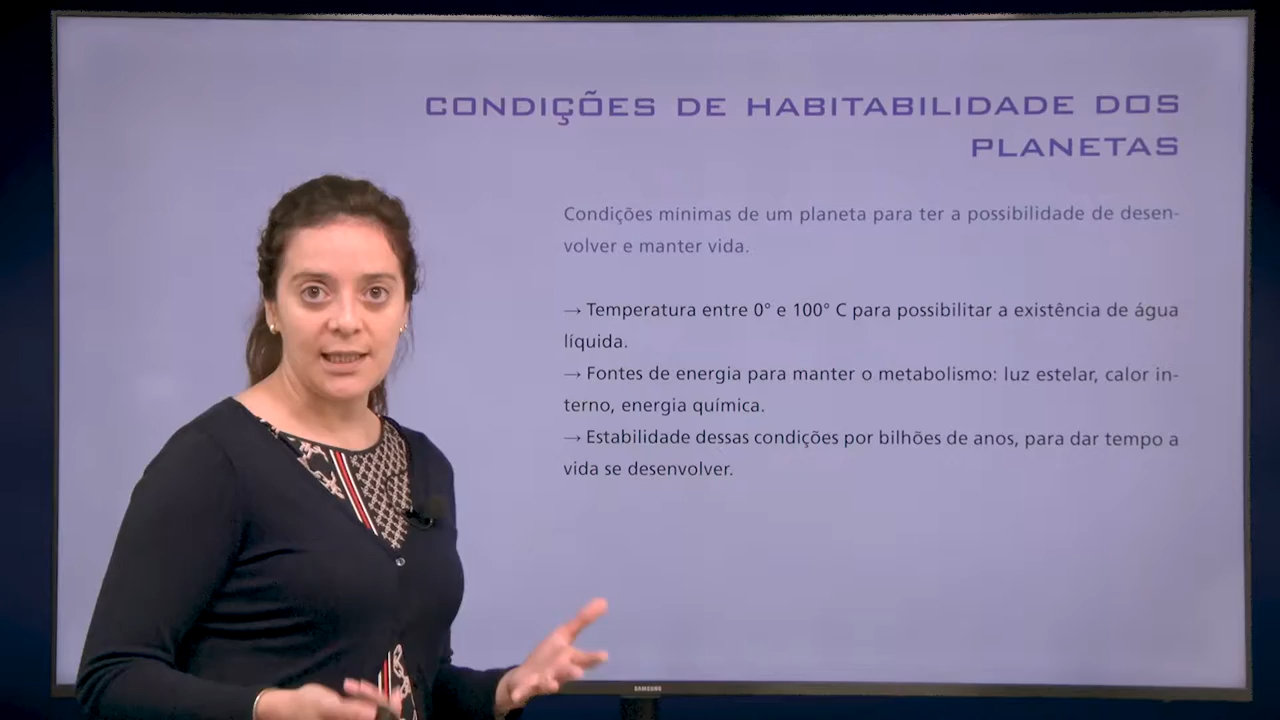 CONDIÇÕES DE HABITABILIDADE DOS
PLANETAS
Condições mínimas de um planeta para ter a possibilidade de desen-
volver e manter vida.
→ Temperatura entre 0° e 100° C para possibilitar a existência de água
líquida.
→ Fontes de energia para manter o metabolismo: luz estelar, calor in-
terno, energia química.
→ Estabilidade dessas condições por bilhões de anos, para dar tempo a
vida se desenvolver.
SAMSUNG